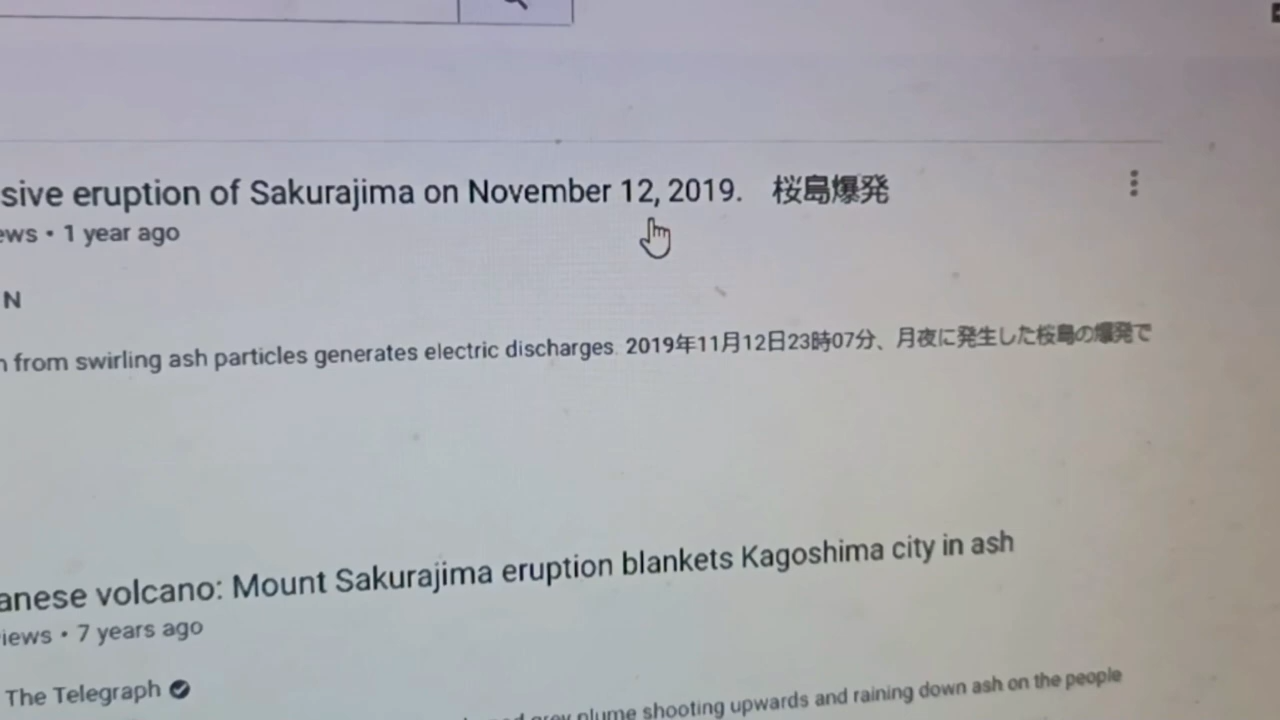 sive eruption of Sakurajima on November 12, 2019. 桜島爆発
ews • 1 year ago
N
from swirling ash particles generates electric discharges. 2019年11月12日23時07分、月夜に発生した桜島の爆発で
anese volcano: Mount Sakurajima eruption blankets Kagoshima city in ash
iews • 7 years ago
The Telegraph
grey plume shooting upwards and raining down ash on the people